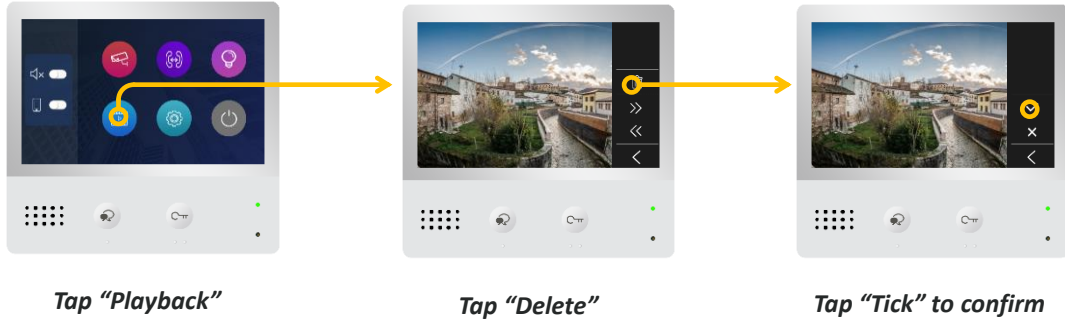 Tap “Playback”
Tap “Delete”
Tap “Tick” to confirm